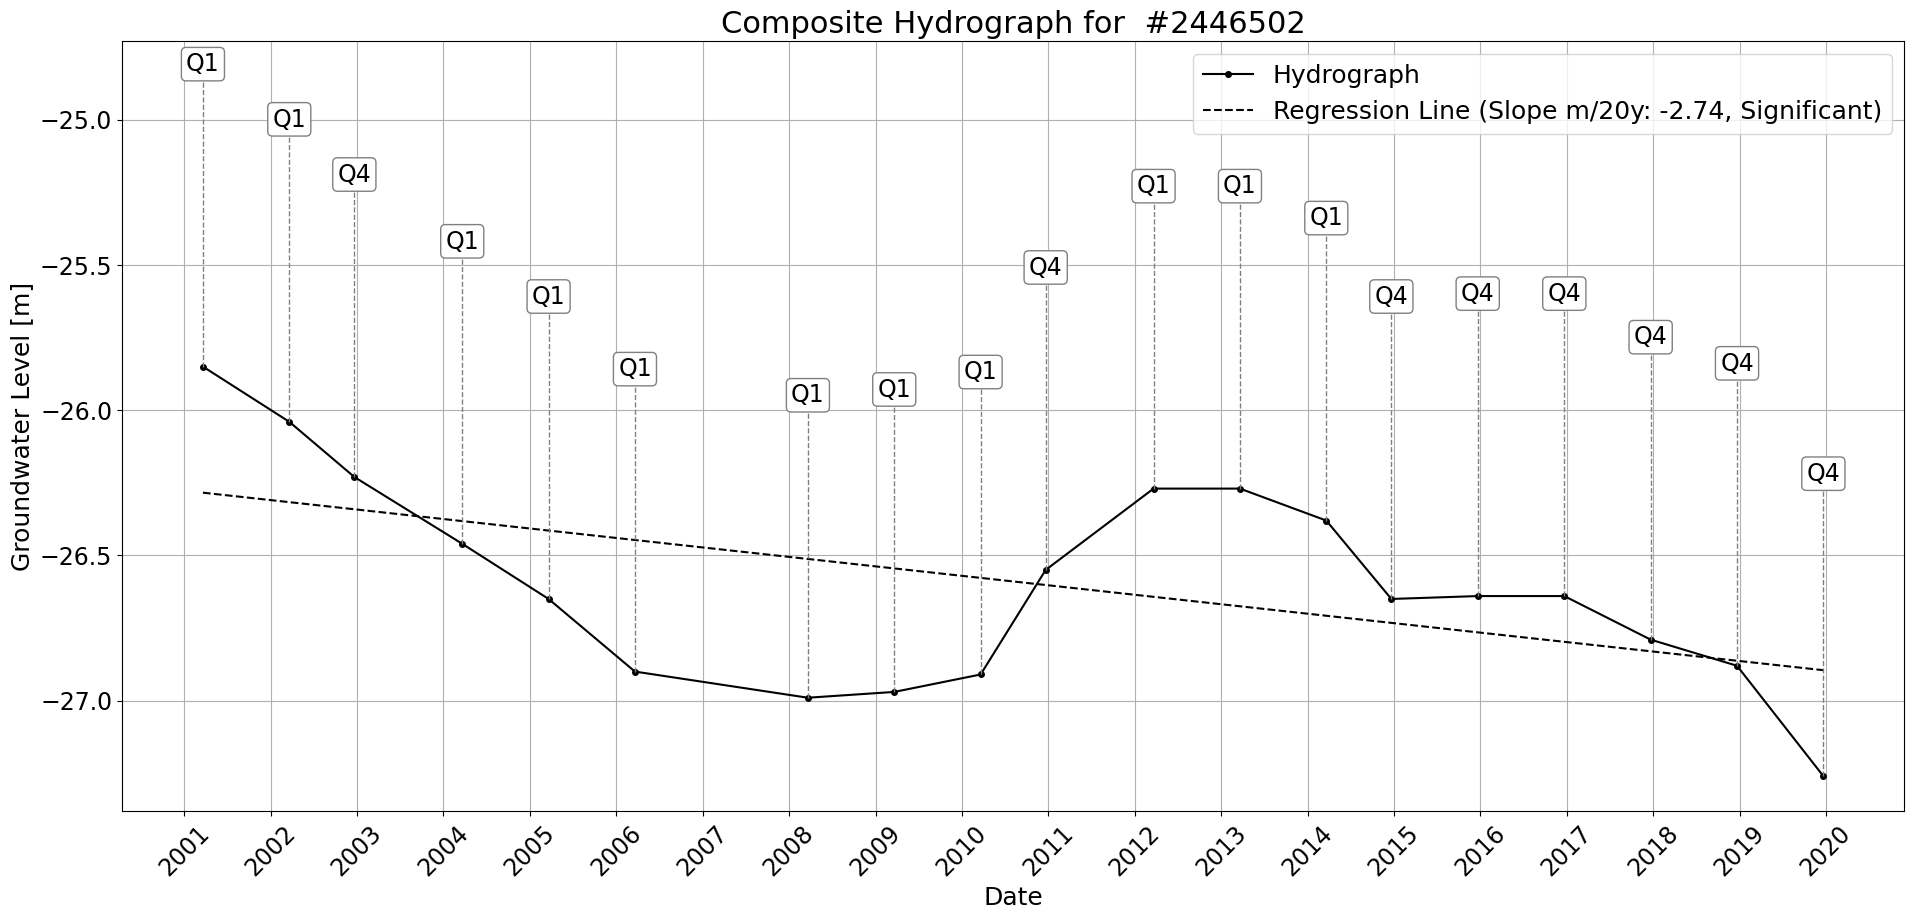 Composite Hydrograph for  #2446502
Hydrograph
Regression Line (Slope m/20y: -2.74, Significant)
Q1
Q1
Q4
Q1
Q1
Q1
Q1
Q1
Q1
Q4
Q1
Q1
Q1
Q4
Q4
Q4
Q4
Q4
Q4
Groundwater Level [m]
−25.0
−25.5
−26.0
−26.5
−27.0
2001
2002
2003
2004
2005
2006
2007
2008
2009
2010
2011
2012
2013
2014
2015
2016
2017
2018
2019
2020
Date